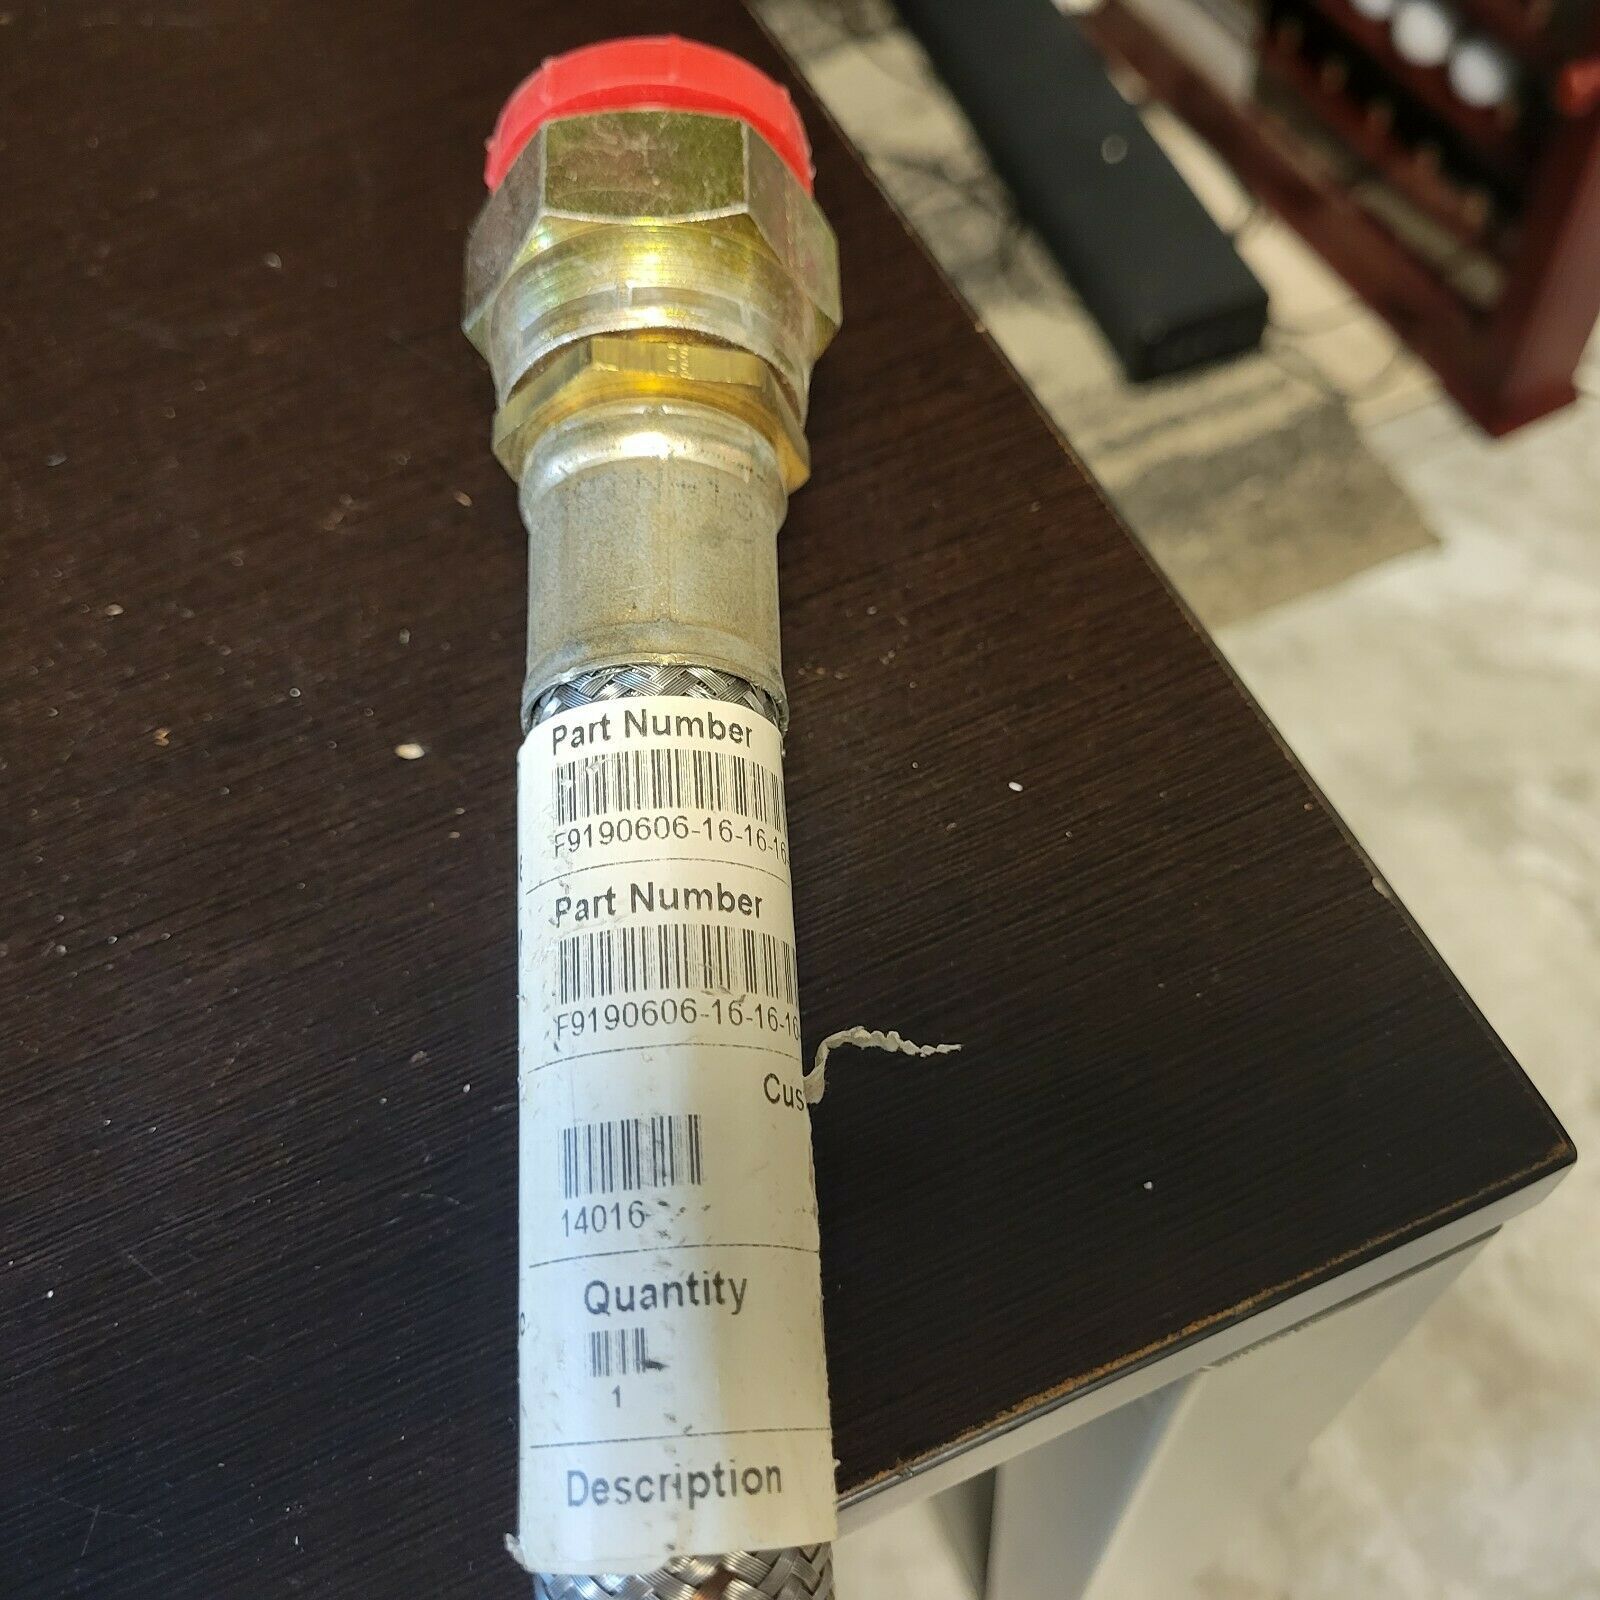 Part Number
F9190606-16-16-16
Part Number
F9190606-16-16-16
Cus
14016
Quantity
1
Description